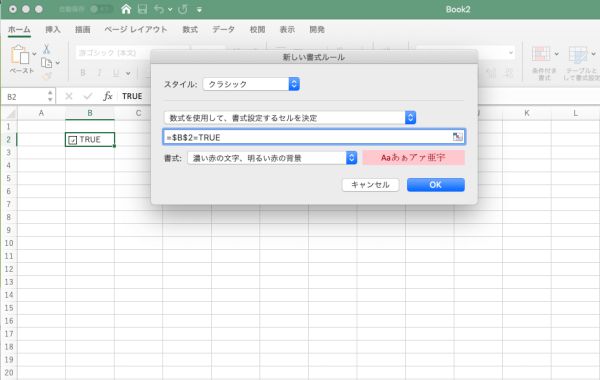 自動保存 オフ Book2
ホーム 挿入 描画 ページ レイアウト 数式 データ 校閲 表示 開発
ペースト
游ゴシック (本文)
B I U
条件付き
書式
テーブルと
して書式設定
B2 fx TRUE
A B C J K L
1
2 TRUE
3
4
5
6
7
8
9
10
11
12
13
14
15
16
17
18
19
20
新しい書式ルール
スタイル: クラシック
数式を使用して、書式設定するセルを決定
=$B$2=TRUE
書式: 濃い赤の文字、明るい赤の背景 Aaあぁアァ亜宇
キャンセル OK